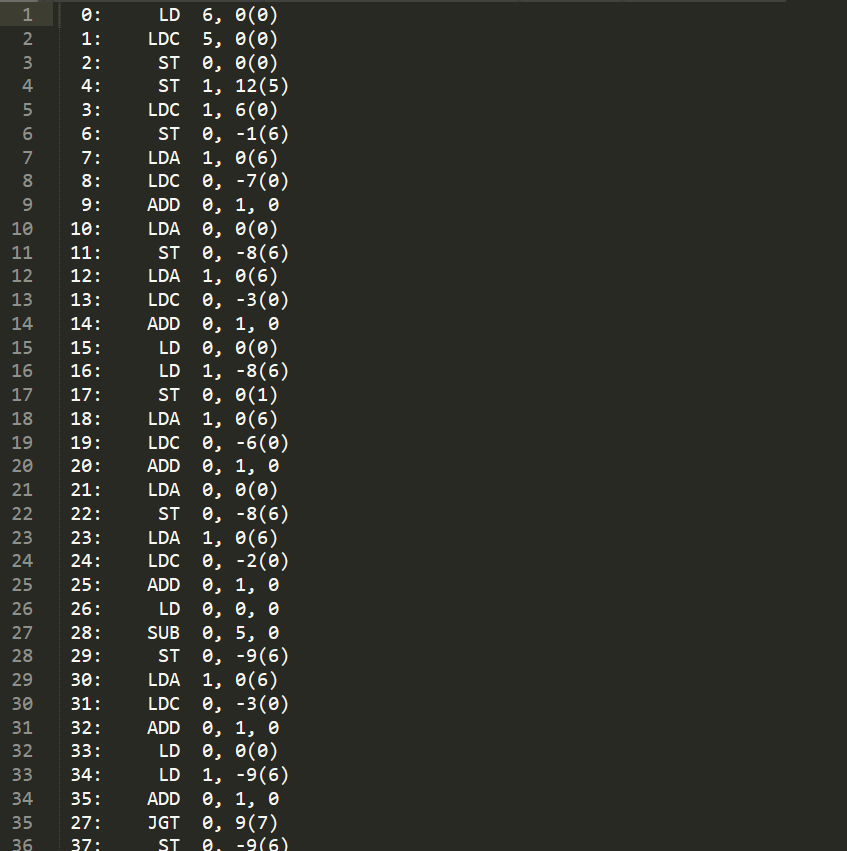 1 0: LD 6, 0(0)
2 1: LDC 5, 0(0)
3 2: ST 0, 0(0)
4 4: ST 1, 12(5)
5 3: LDC 1, 6(0)
6 6: ST 0, -1(6)
7 7: LDA 1, 0(6)
8 8: LDC 0, -7(0)
9 9: ADD 0, 1, 0
10 10: LDA 0, 0(0)
11 11: ST 0, -8(6)
12 12: LDA 1, 0(6)
13 13: LDC 0, -3(0)
14 14: ADD 0, 1, 0
15 15: LD 0, 0(0)
16 16: LD 1, -8(6)
17 17: ST 0, 0(1)
18 18: LDA 1, 0(6)
19 19: LDC 0, -6(0)
20 20: ADD 0, 1, 0
21 21: LDA 0, 0(0)
22 22: ST 0, -8(6)
23 23: LDA 1, 0(6)
24 24: LDC 0, -2(0)
25 25: ADD 0, 1, 0
26 26: LD 0, 0, 0
27 28: SUB 0, 5, 0
28 29: ST 0, -9(6)
29 30: LDA 1, 0(6)
30 31: LDC 0, -3(0)
31 32: ADD 0, 1, 0
32 33: LD 0, 0(0)
33 34: LD 1, -9(6)
34 35: ADD 0, 1, 0
35 27: JGT 0, 9(7)
36 37: ST 0, -9(6)